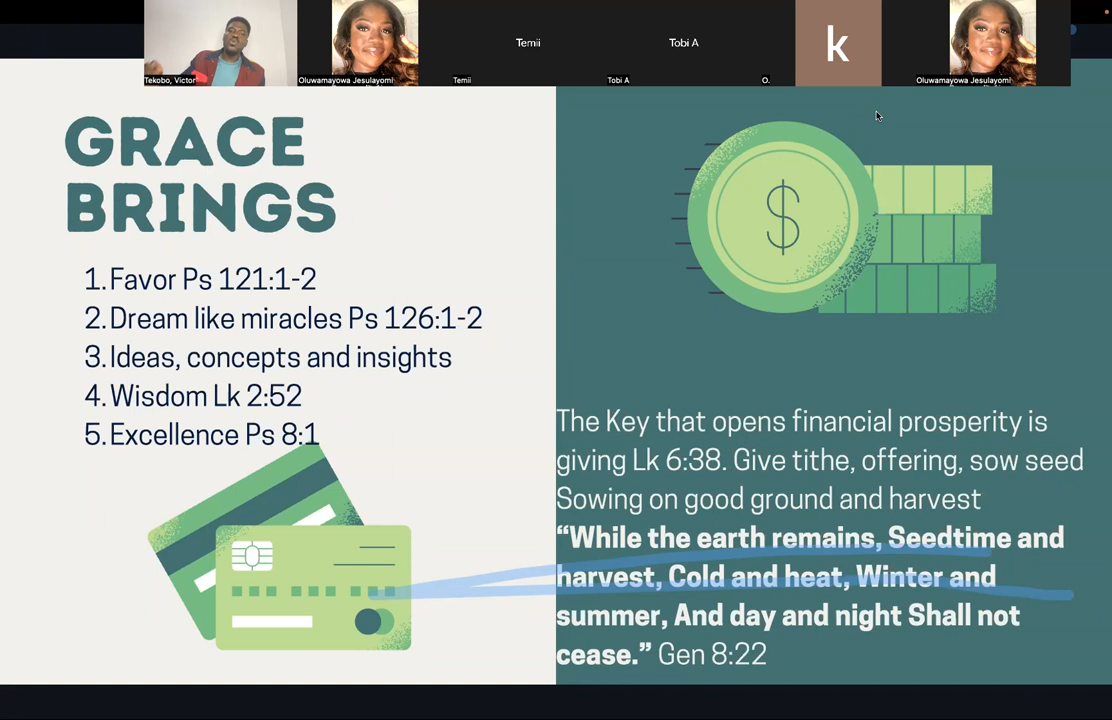 Temii
Tobi A
k
Tekobo, Victor
Oluwamayowa Jesulayomi
Temii
Tobi A
O.
Oluwamayowa Jesulayomi
GRACE
BRINGS
1. Favor Ps 121:1-2
2. Dream like miracles Ps 126:1-2
3. Ideas, concepts and insights
4. Wisdom Lk 2:52
5. Excellence Ps 8:1
$
The Key that opens financial prosperity is
giving Lk 6:38. Give tithe, offering, sow seed
Sowing on good ground and harvest
“While the earth remains, Seedtime and
harvest, Cold and heat, Winter and
summer, And day and night Shall not
cease.” Gen 8:22